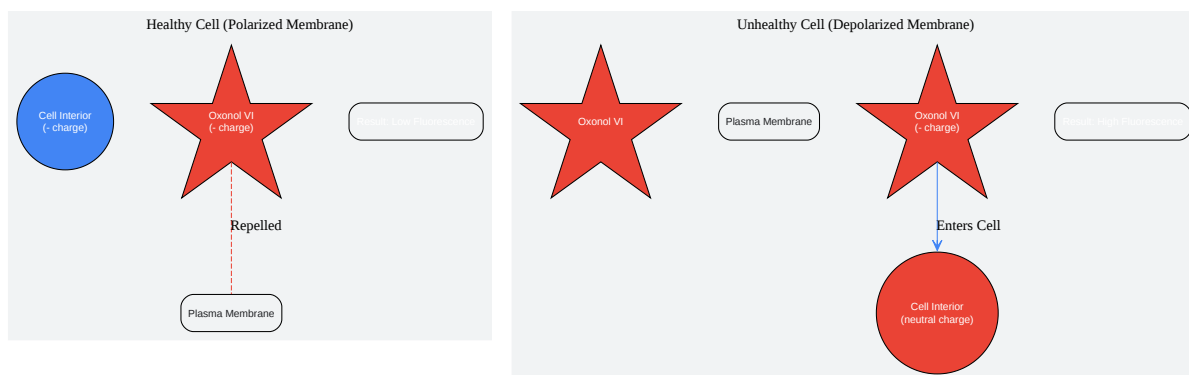 Healthy Cell (Polarized Membrane)
Cell Interior
(- charge)
Oxonol VI
(- charge)
Result: Low Fluorescence
Repelled
Plasma Membrane
Unhealthy Cell (Depolarized Membrane)
Oxonol VI
Plasma Membrane
Oxonol VI
(- charge)
Result: High Fluorescence
Enters Cell
Cell Interior
(neutral charge)